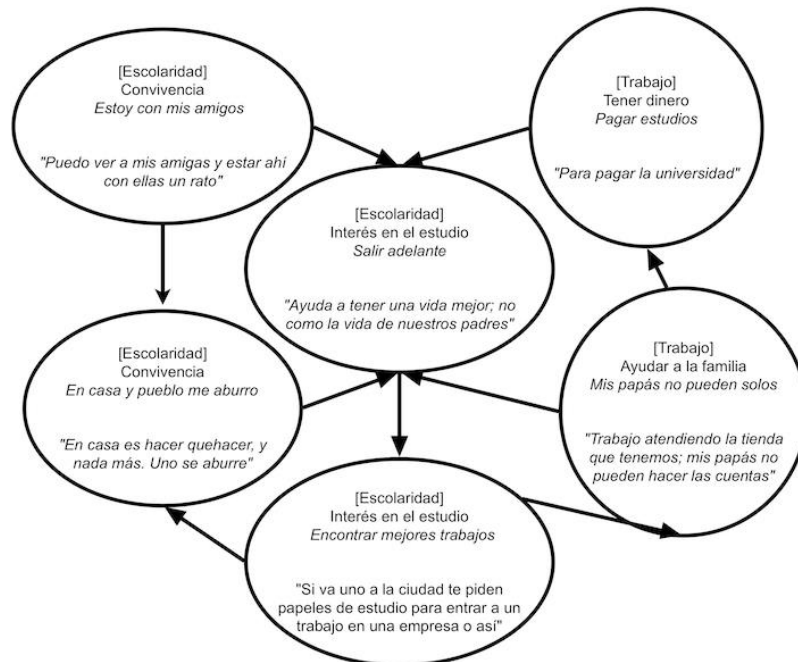 [Escolaridad]
Convivencia
Estoy con mis amigos
"Puedo ver a mis amigas y estar ahí
con ellas un rato"
[Trabajo]
Tener dinero
Pagar estudios
"Para pagar la universidad"
[Escolaridad]
Interés en el estudio
Salir adelante
"Ayuda a tener una vida mejor; no
como la vida de nuestros padres"
[Escolaridad]
Convivencia
En casa y pueblo me aburro
"En casa es hacer quehacer, y
nada más. Uno se aburre"
[Trabajo]
Ayudar a la familia
Mis papás no pueden solos
"Trabajo atendiendo la tienda
que tenemos; mis papás no
pueden hacer las cuentas"
[Escolaridad]
Interés en el estudio
Encontrar mejores trabajos
"Si va uno a la ciudad te piden
papeles de estudio para entrar a un
trabajo en una empresa o así"